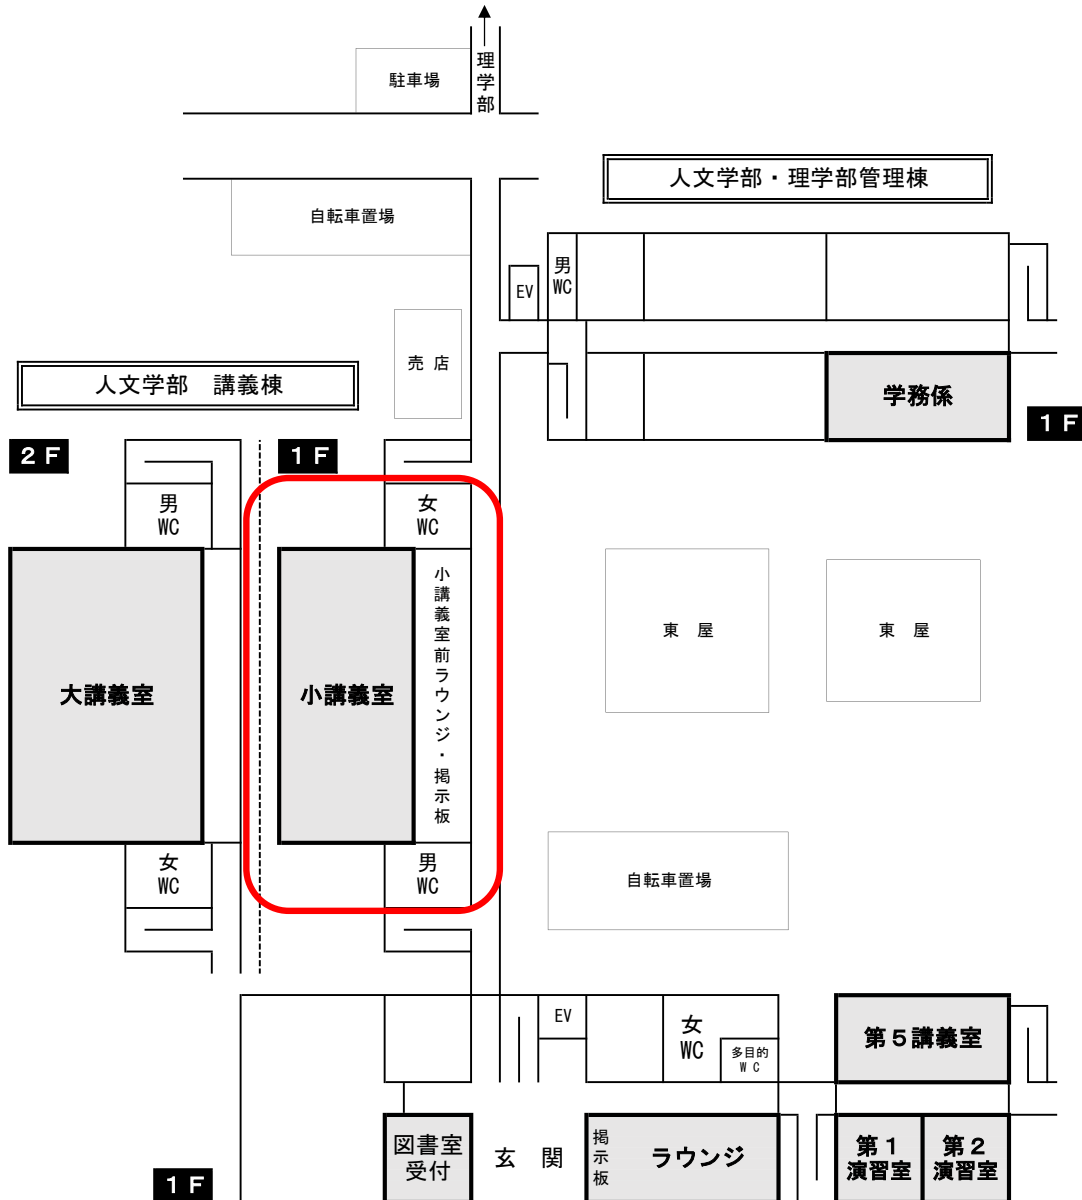 理学部
駐車場
人文学部・理学部管理棟
自転車置場
男
WC
EV
売 店
人文学部　講義棟
学務係
１Ｆ
２Ｆ
１Ｆ
男
WC
女
WC
小講義室前ラウンジ・掲示板
東　屋
東　屋
大講義室
小講義室
女
WC
男
WC
自転車置場
EV
女
WC
多目的
ＷＣ
第５講義室
図書室
受付
玄　関
掲示板
ラウンジ
第１
演習室
第２
演習室
１Ｆ